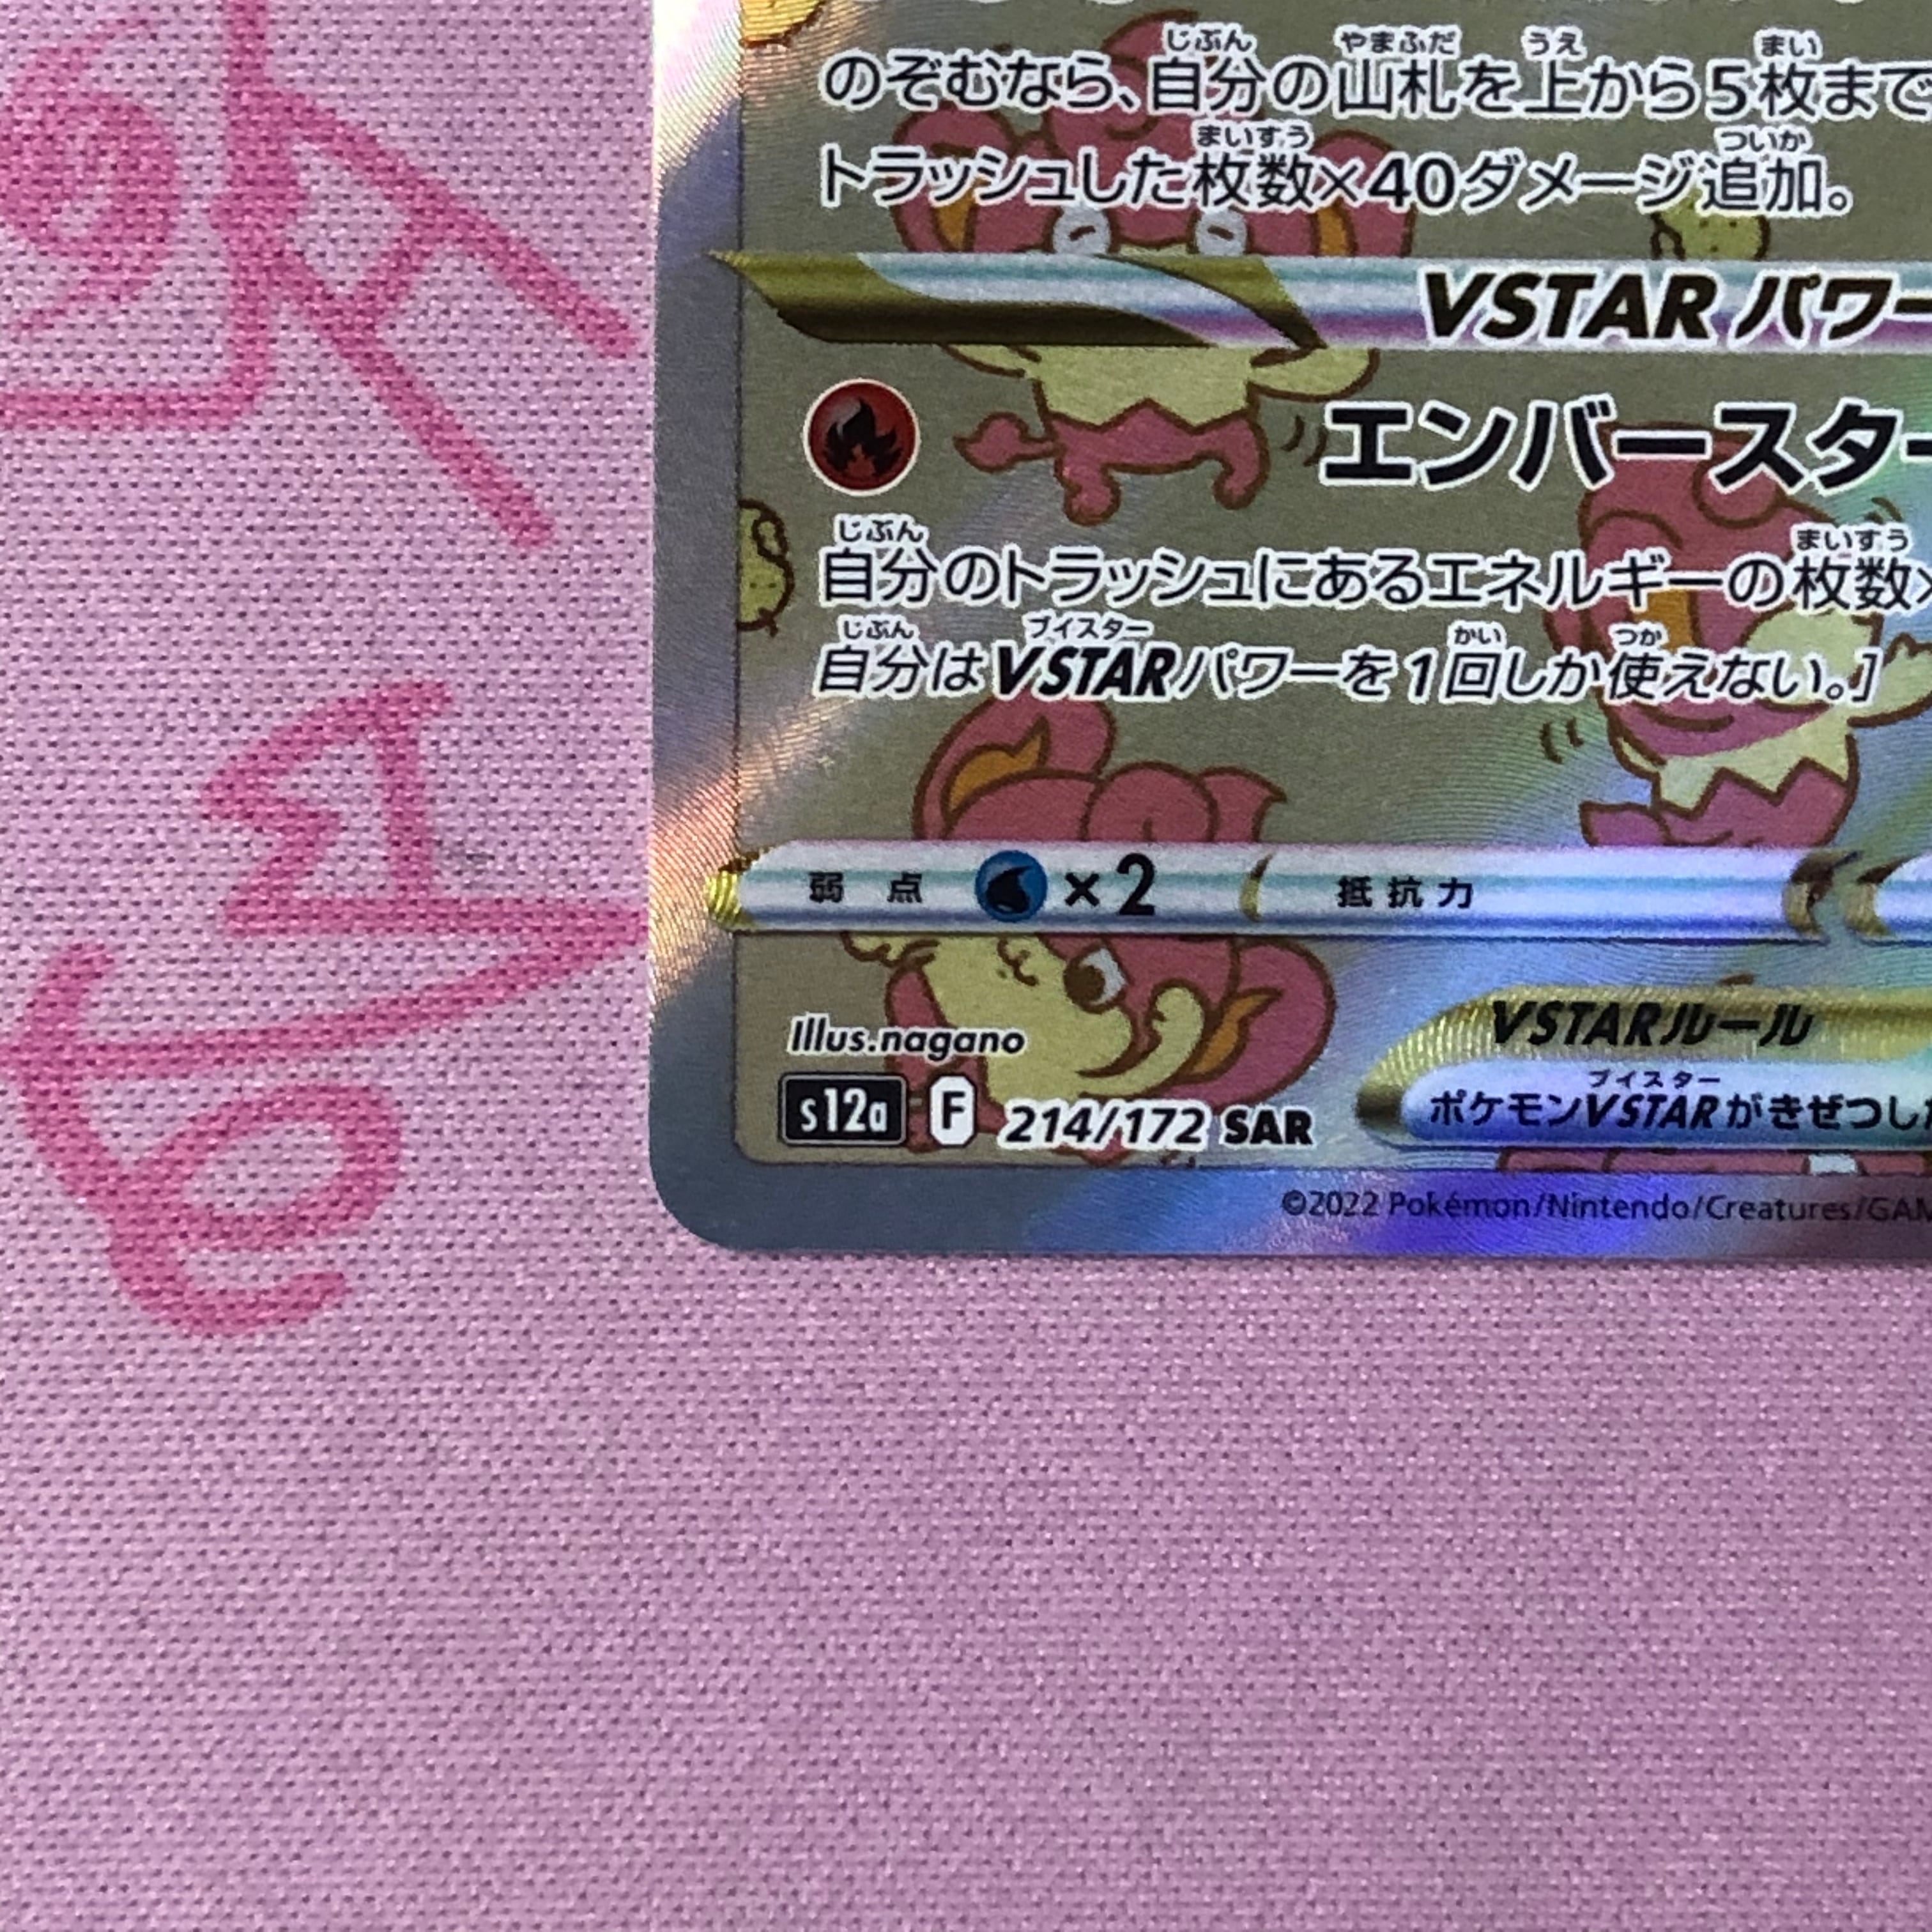 のぞむなら、自分の山札を上から5枚まで
トラッシュした枚数×40ダメージ追加。
VSTAR パワー
エンバースター
自分のトラッシュにあるエネルギーの枚数×
自分はVSTARパワーを1回しか使えない。]
弱点 ×2 抵抗力
Illus.nagano
VSTARルール
s12a F 214/172 SAR
ポケモンVSTARがきぜつし
©2022 Pokémon/Nintendo/Creatures/GAM